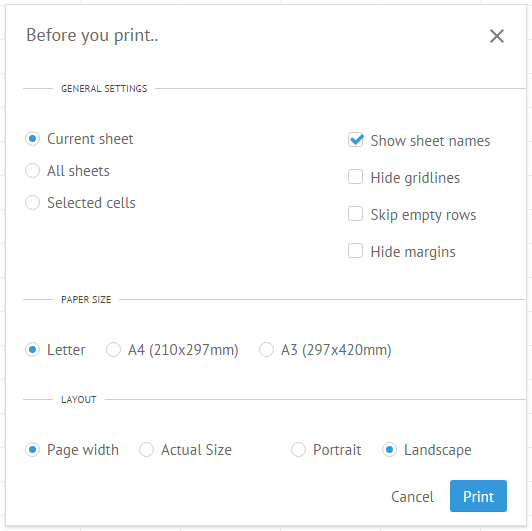 Before you print..
GENERAL SETTINGS
Current sheet
All sheets
Selected cells
Show sheet names
Hide gridlines
Skip empty rows
Hide margins
PAPER SIZE
Letter A4 (210x297mm) A3 (297x420mm)
LAYOUT
Page width Actual Size Portrait Landscape
Cancel Print